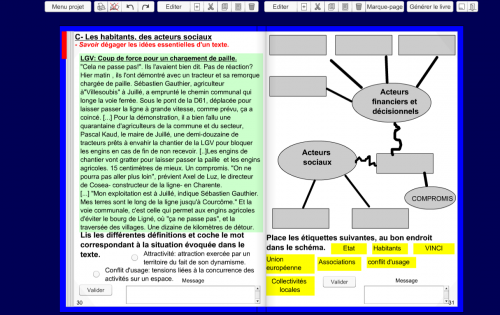 Menu projet
Editer
Editer
Marque-page
Générer le livre
C- Les habitants, des acteurs sociaux
- Savoir dégager les idées essentielles d'un texte.
LGV: Coup de force pour un chargement de paille.
"Cela ne passe pas!". Ils l'avaient bien dit. Pas de réaction?
Hier matin , ils l'ont démontré avec un tracteur et sa remorque
chargée de paille. Sébastien Gauthier, agriculteur
à"Villesoubis" à Juillé, a emprunté le chemin communal qui
longe la voie ferrée. Sous le pont de la D61, déplacée pour
laisser passer la ligne à grande vitesse, comme prévu, ça a
coincé. [...] Pour la démonstration, il a bien fallu une
quarantaine d'agriculteurs de la commune et du secteur,
Pascal Kaud, le maire de Juillé, une demi-douzaine de
tracteurs prêts à envahir la chantier de la LGV pour bloquer
les engins en cas de fin de non recevoir. [...]Les engins de
chantier vont gratter pour laisser passer la paille et les engins
agricoles. 15 centimètres de mieux. Un compromis. "On ne
pourra pas aller plus loin", prévient Axel de Luz, le directeur
de Cosea- constructeur de la ligne- en Charente.
[...] "Mon exploitation est à Juillé, indique Sébastien Gauthier.
Mes terres sont le long de la ligne jusqu'à Courcôme." Et la
voie communale, c'est celle qui permet aux engins agricoles
d'éviter le bourg de Ligné, où "ça ne passe pas", et la
traversée des villages. Une dizaine de kilomètres de détour.
Lis les différentes définitions et coche le mot
correspondant à la situation évoquée dans le
texte.
Attractivité: attraction exercée par un
territoire du fait de son dynamisme.
Conflit d'usage: tensions liées à la concurrence des
activités sur un espace.
Valider
Message
30
Acteurs
financiers et
décisionnels
Acteurs
sociaux
COMPROMIS
Place les étiquettes suivantes, au bon endroit
dans le schéma.
Etat
Habitants
VINCI
Union
européenne
Associations
conflit d'usage
Collectivités
locales
Valider
Message
31